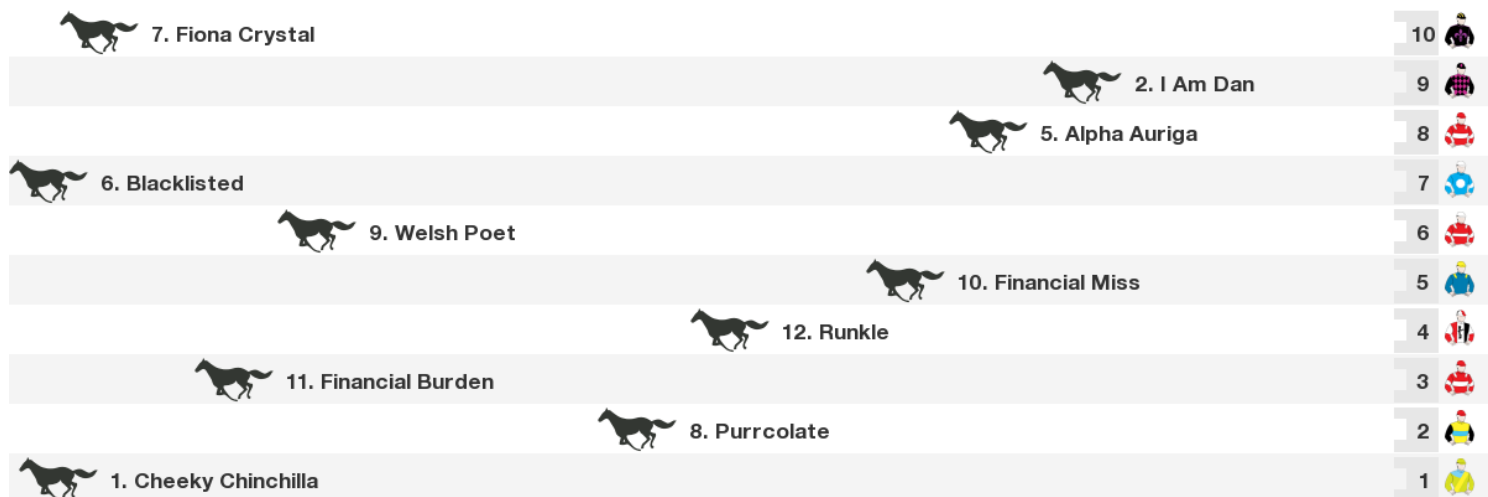 7. Fiona Crystal 10
2. I Am Dan 9
5. Alpha Auriga 8
6. Blacklisted 7
9. Welsh Poet 6
10. Financial Miss 5
12. Runkle 4
11. Financial Burden 3
8. Purrcolate 2
1. Cheeky Chinchilla 1